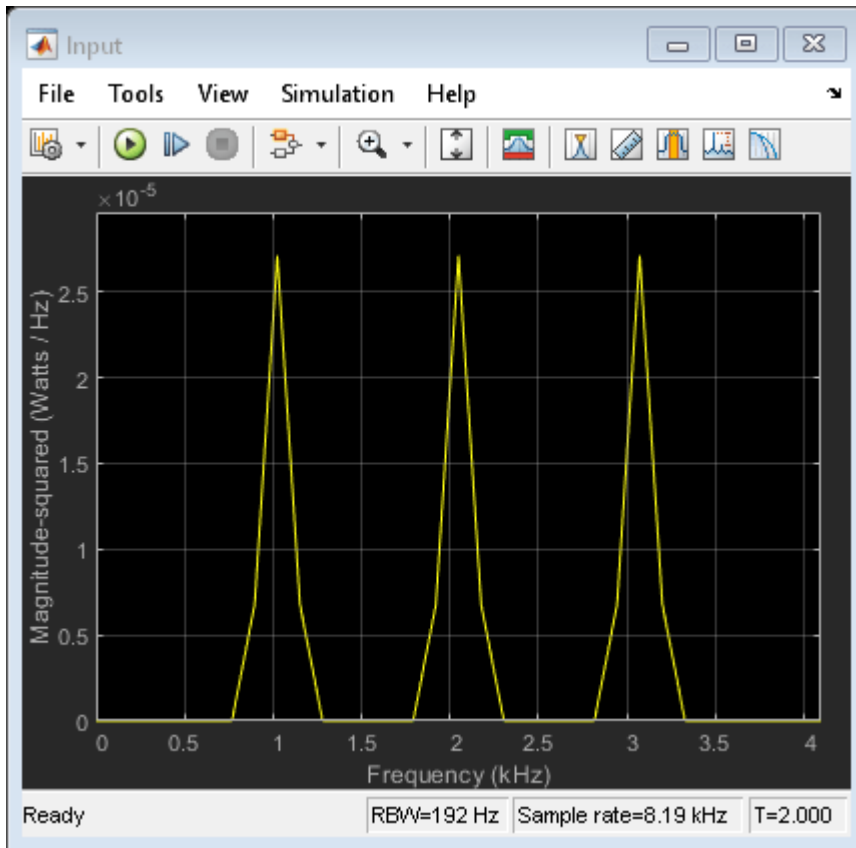 Input
File Tools View Simulation Help
×10-5
2.5
2
1.5
1
0.5
0
Magnitude-squared (Watts / Hz)
0 0.5 1 1.5 2 2.5 3 3.5 4
Frequency (kHz)
Ready RBW=192 Hz Sample rate=8.19 kHz T=2.000